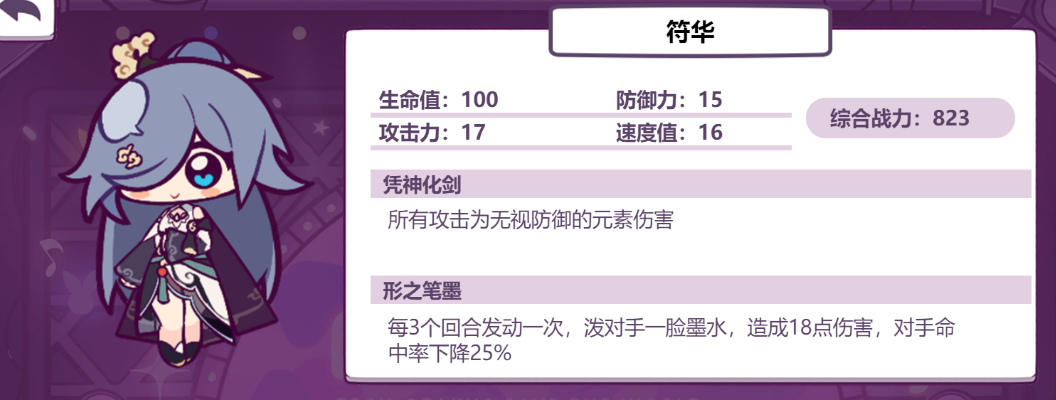 符华
生命值：100 防御力：15
攻击力：17 速度值：16
综合战力：823
凭神化剑
所有攻击为无视防御的元素伤害
形之笔墨
每3个回合发动一次，泼对手一脸墨水，造成18点伤害，对手命
中率下降25%